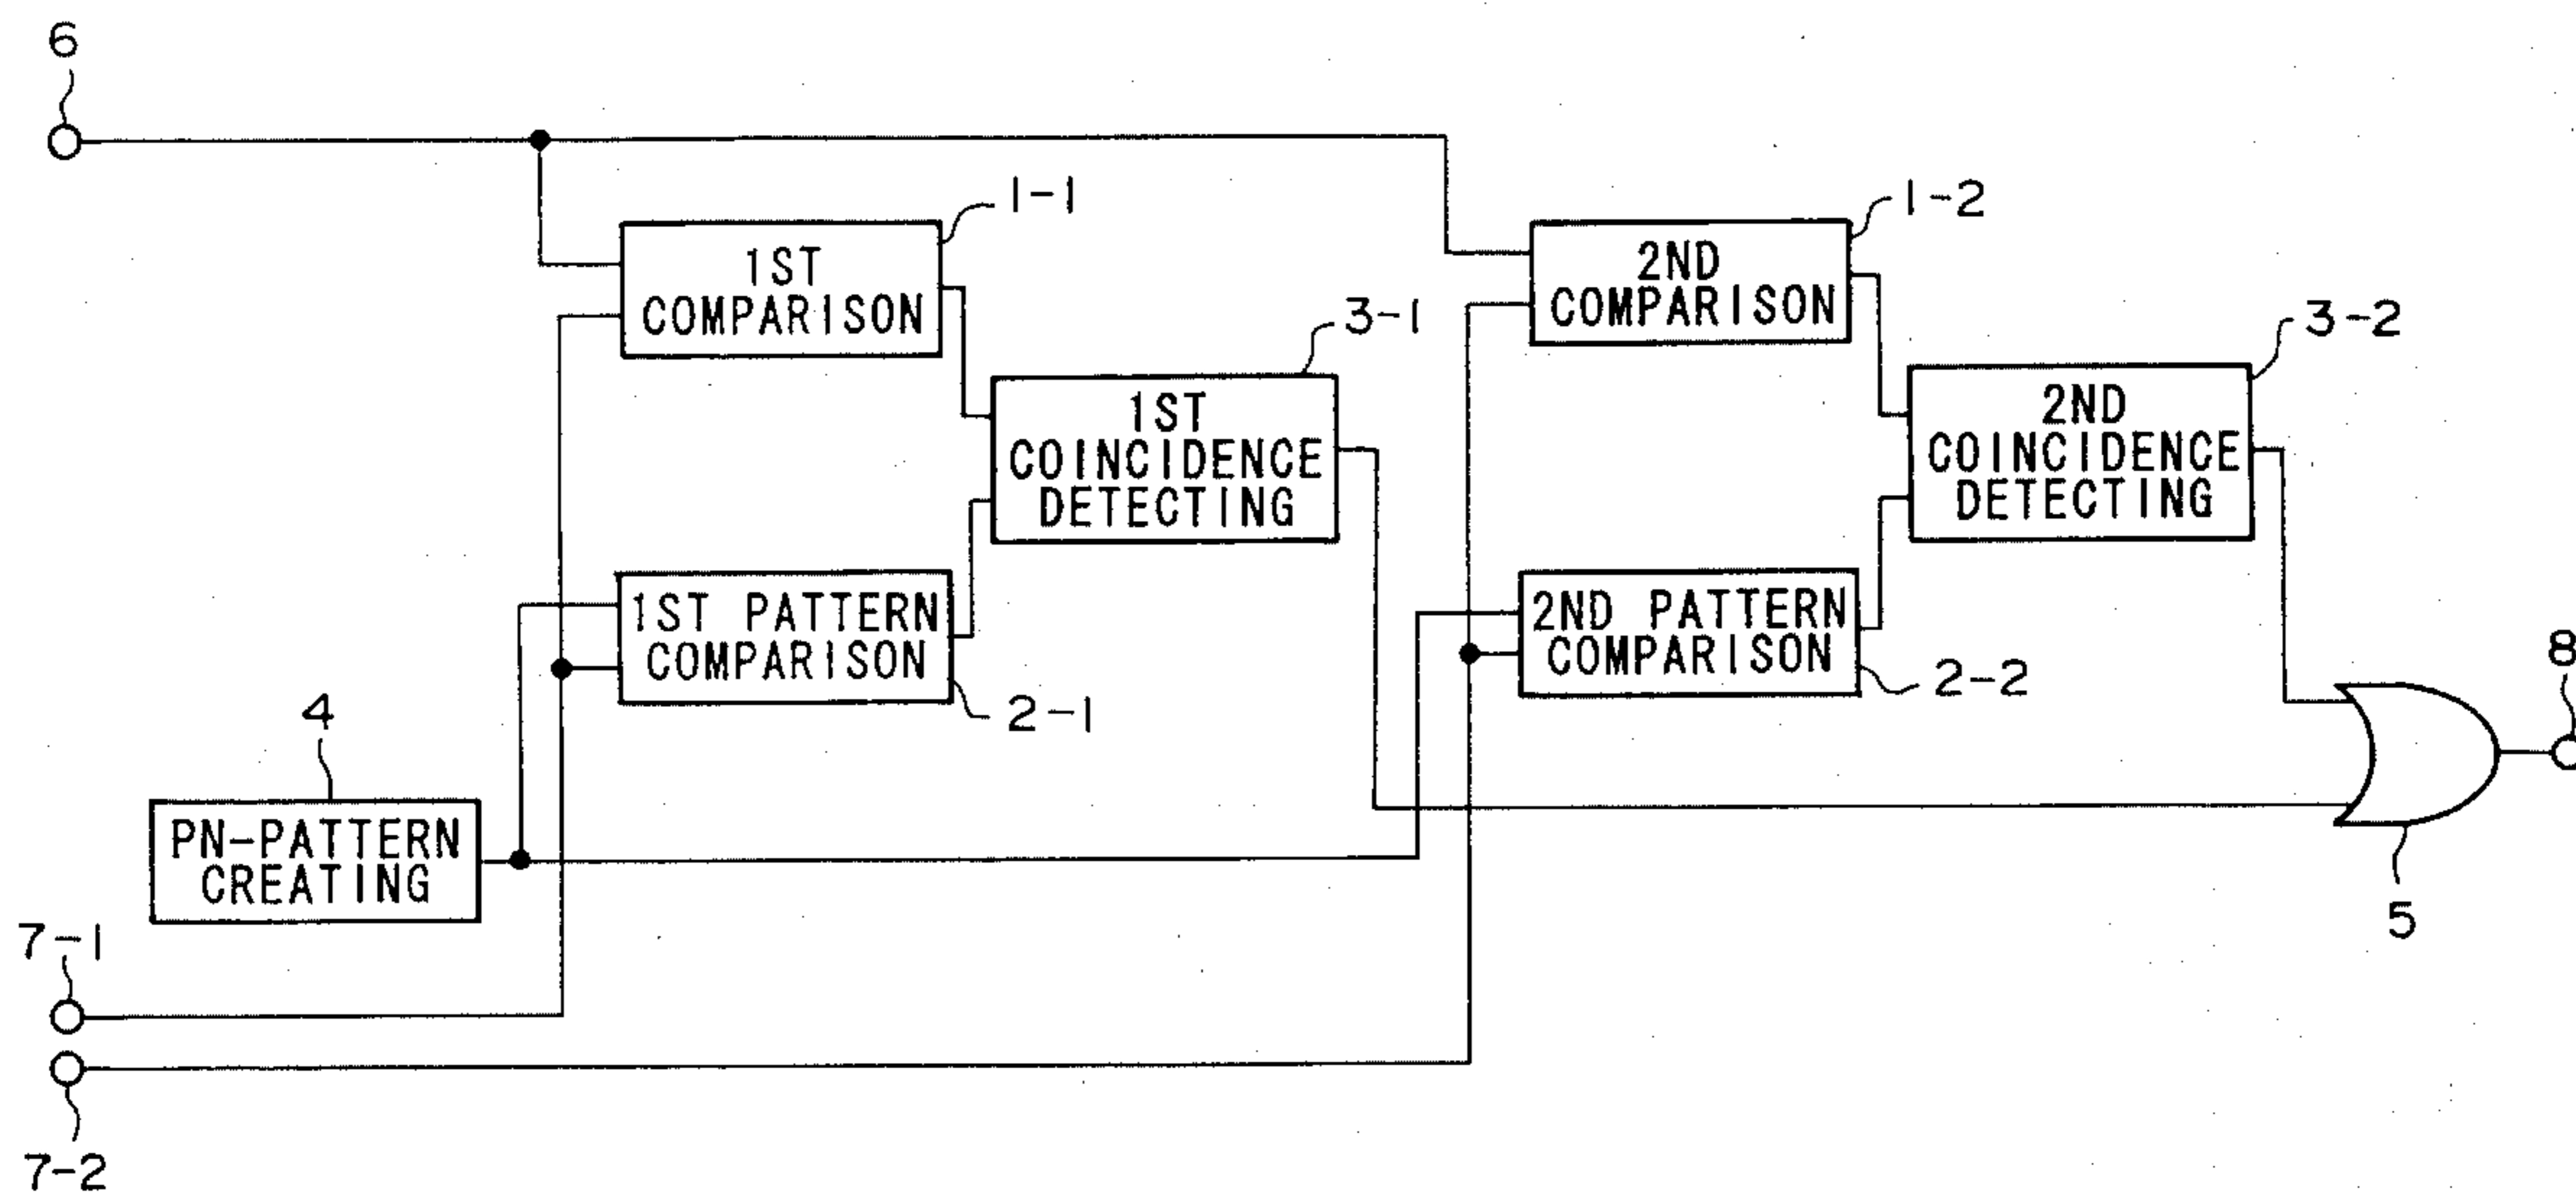 6
1-1
1ST
COMPARISON
1-2
2ND
COMPARISON
3-1
1ST
COINCIDENCE
DETECTING
3-2
2ND
COINCIDENCE
DETECTING
1ST PATTERN
COMPARISON
2-1
2ND PATTERN
COMPARISON
2-2
8
4
PN-PATTERN
CREATING
5
7-1
7-2